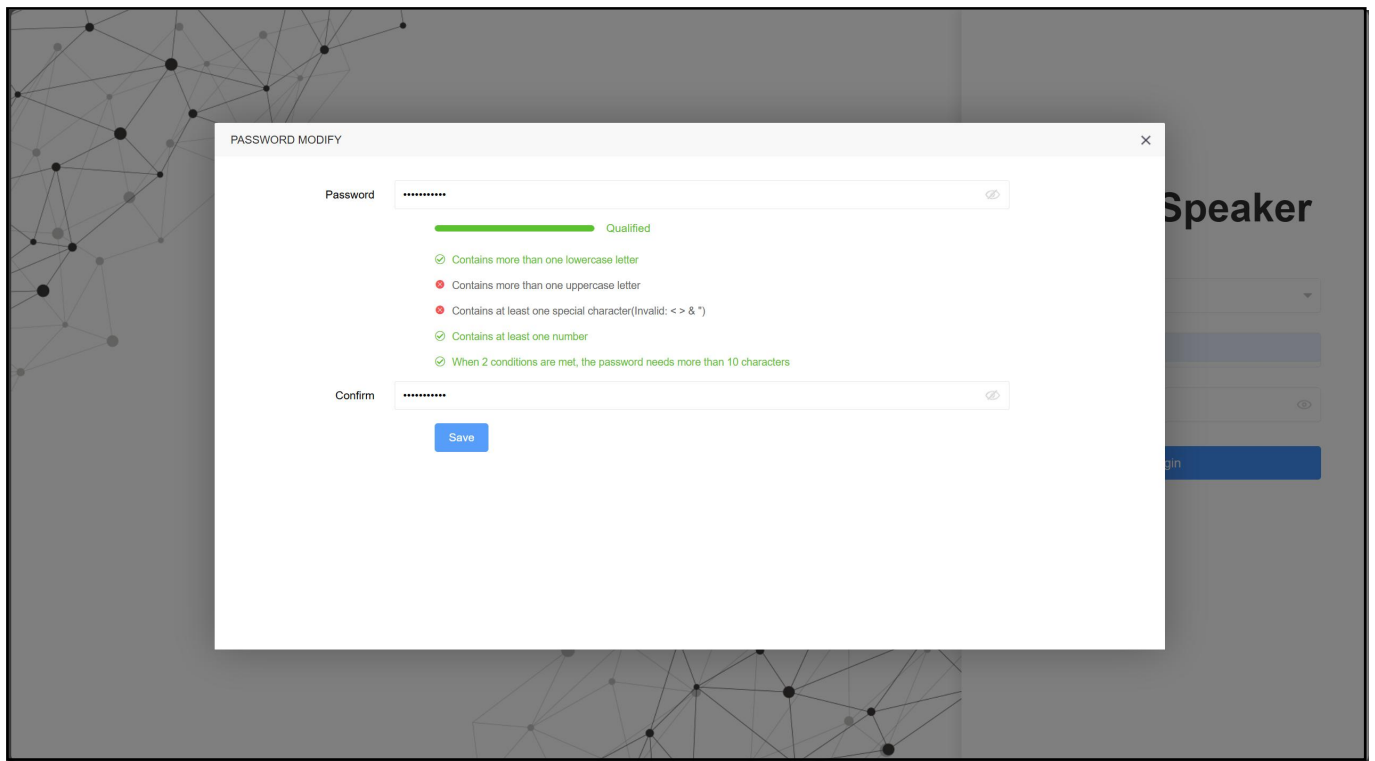 PASSWORD MODIFY
Password •••••••••••
Qualified
Contains more than one lowercase letter
Contains more than one uppercase letter
Contains at least one special character(Invalid: < > & ")
Contains at least one number
When 2 conditions are met, the password needs more than 10 characters
Confirm •••••••••••
Save
Speaker
gin